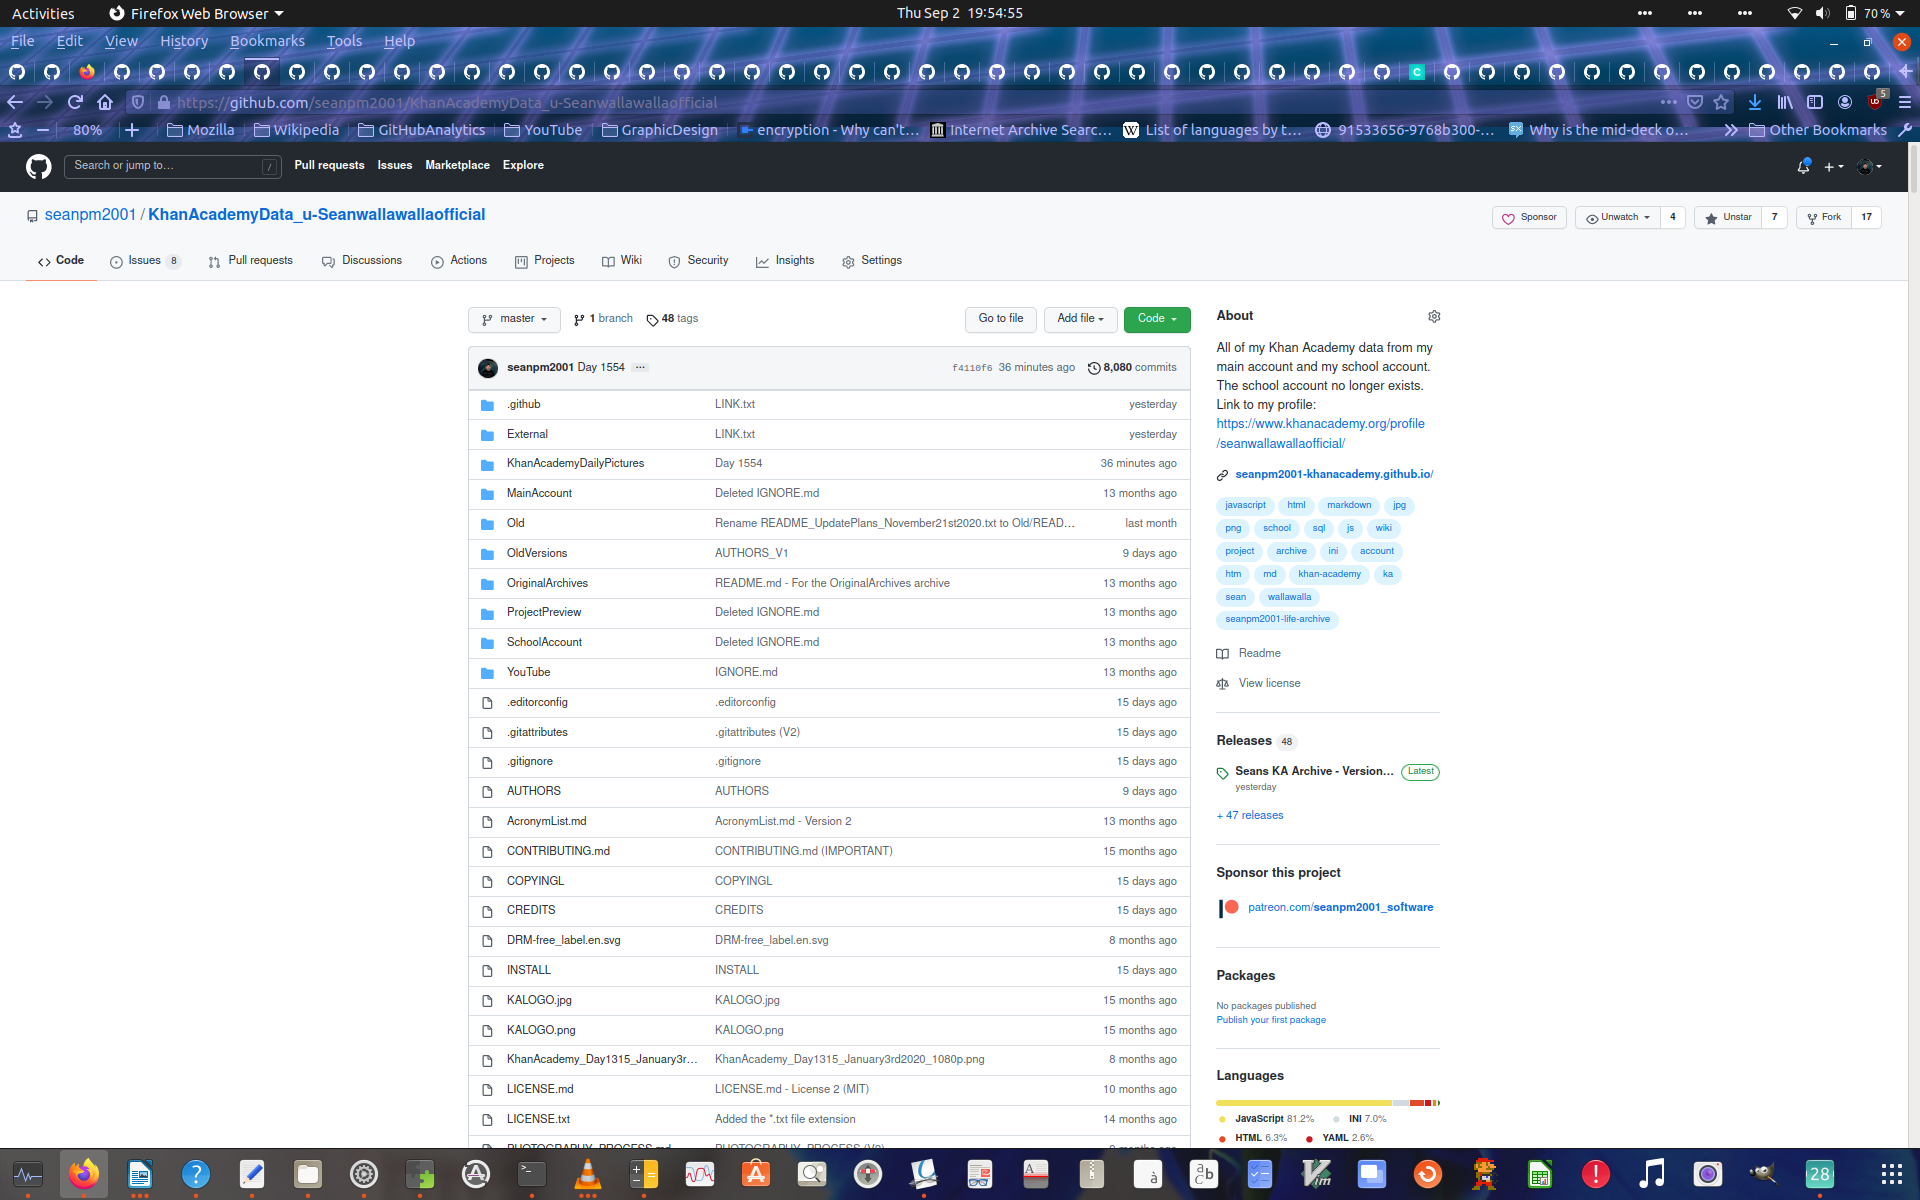 Activities Firefox Web Browser Thu Sep 2 19:54:55 70 %
File Edit View History Bookmarks Tools Help
https://github.com/seanpm2001/KhanAcademyData_u-Seanwallawallaofficial 5
80% Mozilla Wikipedia GitHubAnalytics YouTube GraphicDesign encryption - Why can't… Internet Archive Searc… List of languages by t… 91533656-9768b300-… Why is the mid-deck o… Other Bookmarks
Search or jump to… / Pull requests Issues Marketplace Explore
seanpm2001 / KhanAcademyData_u-Seanwallawallaofficial Sponsor Unwatch 4 Unstar 7 Fork 17
Code Issues 8 Pull requests Discussions Actions Projects Wiki Security Insights Settings
master 1 branch 48 tags Go to file Add file Code
seanpm2001 Day 1554 ... f4110f6 36 minutes ago 8,080 commits
.github LINK.txt yesterday
External LINK.txt yesterday
KhanAcademyDailyPictures Day 1554 36 minutes ago
MainAccount Deleted IGNORE.md 13 months ago
Old Rename README_UpdatePlans_November21st2020.txt to Old/READ… last month
OldVersions AUTHORS_V1 9 days ago
OriginalArchives README.md - For the OriginalArchives archive 13 months ago
ProjectPreview Deleted IGNORE.md 13 months ago
SchoolAccount Deleted IGNORE.md 13 months ago
YouTube IGNORE.md 13 months ago
.editorconfig .editorconfig 15 days ago
.gitattributes .gitattributes (V2) 15 days ago
.gitignore .gitignore 15 days ago
AUTHORS AUTHORS 9 days ago
AcronymList.md AcronymList.md - Version 2 13 months ago
CONTRIBUTING.md CONTRIBUTING.md (IMPORTANT) 15 months ago
COPYINGL COPYINGL 15 days ago
CREDITS CREDITS 15 days ago
DRM-free_label.en.svg DRM-free_label.en.svg 8 months ago
INSTALL INSTALL 15 days ago
KALOGO.jpg KALOGO.jpg 15 months ago
KALOGO.png KALOGO.png 15 months ago
KhanAcademy_Day1315_January3r… KhanAcademy_Day1315_January3rd2020_1080p.png 8 months ago
LICENSE.md LICENSE.md - License 2 (MIT) 10 months ago
LICENSE.txt Added the *.txt file extension 14 months ago
About
All of my Khan Academy data from my
main account and my school account.
The school account no longer exists.
Link to my profile:
https://www.khanacademy.org/profile
/seanwallawallaofficial/
seanpm2001-khanacademy.github.io/
javascript html markdown jpg
png school sql js wiki
project archive ini account
htm md khan-academy ka
sean wallawalla
seanpm2001-life-archive
Readme
View license
Releases 48
Seans KA Archive - Version… Latest
yesterday
+ 47 releases
Sponsor this project
patreon.com/seanpm2001_software
Packages
No packages published
Publish your first package
Languages
JavaScript 81.2% INI 7.0%
HTML 6.3% YAML 2.6%
28